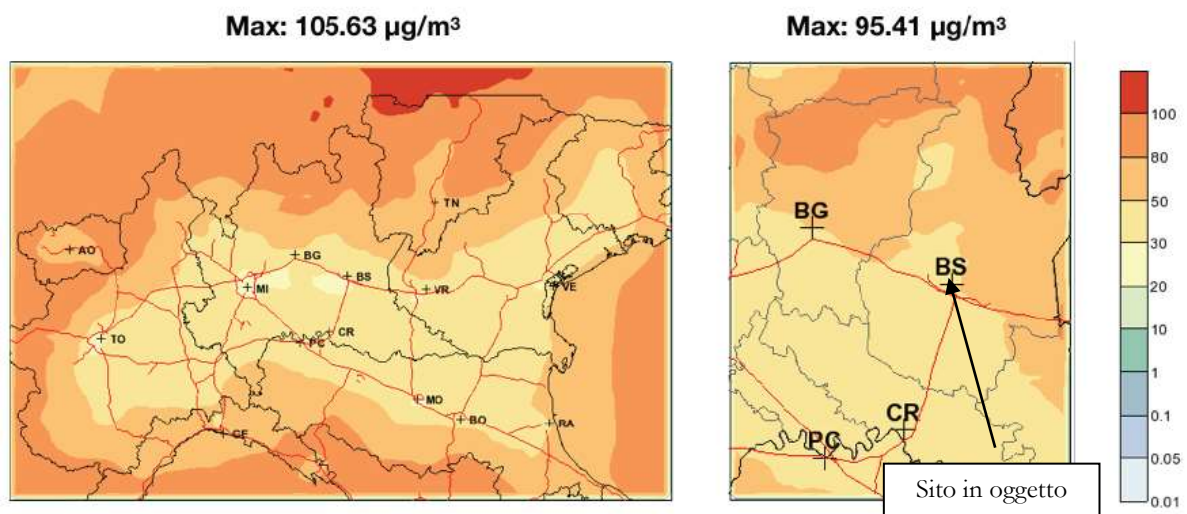 Max: 105.63 µg/m³
Max: 95.41 µg/m³
TN
AO
BG
BS
MI
VR
VE
TO
CR
PC
MO
BO
RA
GE
BG
BS
CR
PC
Sito in oggetto
100
80
50
30
20
10
1
0.1
0.05
0.01